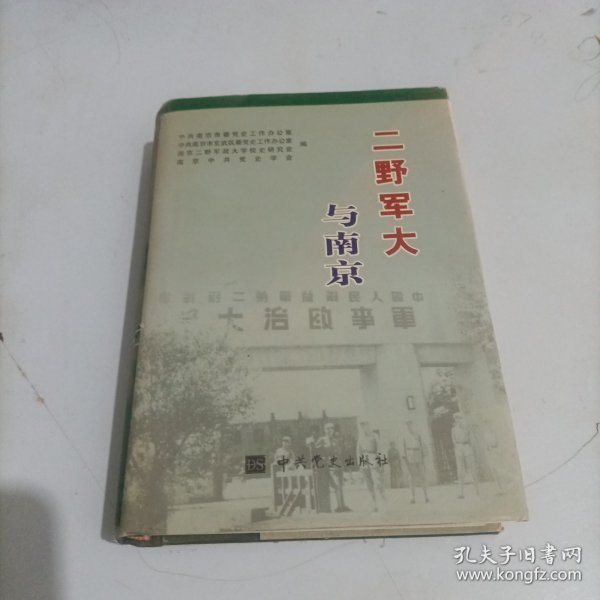 中共南京市委党史工作办公室
中共南京市玄武区委党史工作办公室
南京二野军政大学校史研究会
南京中共党史学会
编
二野军大
与南京
中国人民解放军第二野战军
軍事政治大學
中共党史出版社
孔夫子旧书网
www.kongfz.com